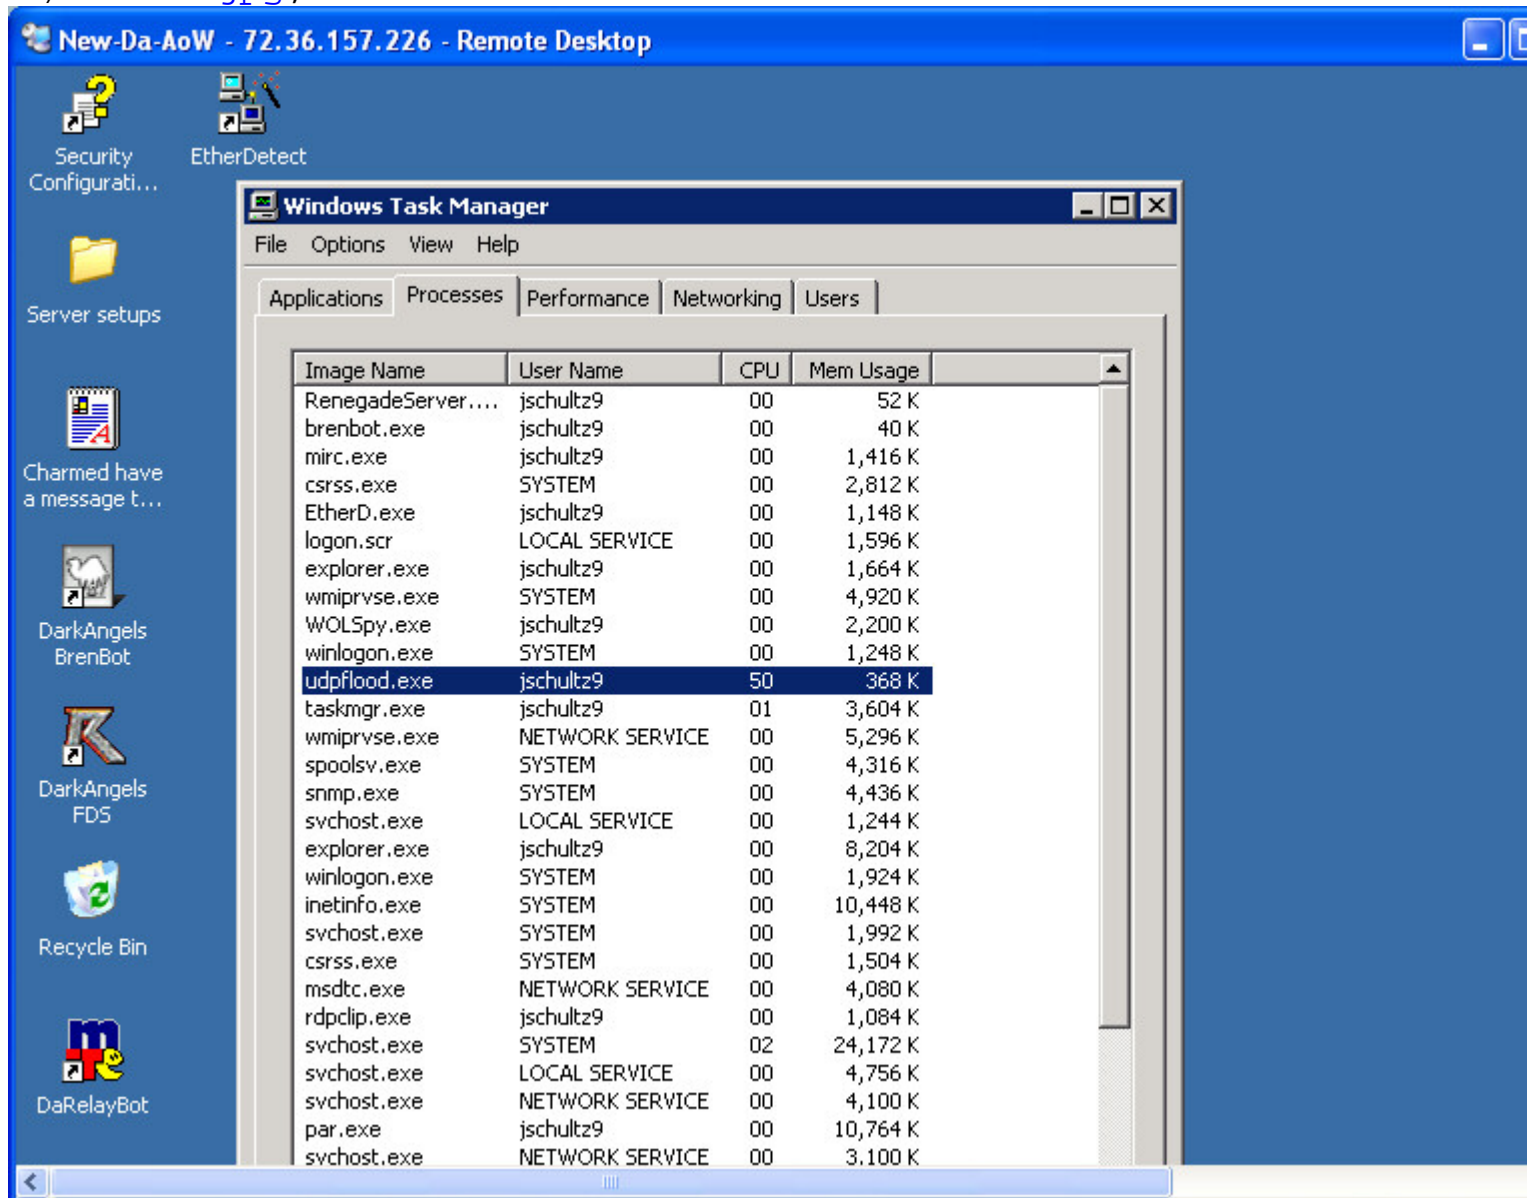 New-Da-AoW - 72.36.157.226 - Remote Desktop
Security
Configurati...
EtherDetect
Server setups
Charmed have
a message t...
DarkAngels
BrenBot
DarkAngels
FDS
Recycle Bin
DaRelayBot
Windows Task Manager
File Options View Help
Applications Processes Performance Networking Users
Image Name User Name CPU Mem Usage
RenegadeServer.... jschultz9 00 52 K
brenbot.exe jschultz9 00 40 K
mirc.exe jschultz9 00 1,416 K
csrss.exe SYSTEM 00 2,812 K
EtherD.exe jschultz9 00 1,148 K
logon.scr LOCAL SERVICE 00 1,596 K
explorer.exe jschultz9 00 1,664 K
wmiprvse.exe SYSTEM 00 4,920 K
WOLSpy.exe jschultz9 00 2,200 K
winlogon.exe SYSTEM 00 1,248 K
udpflood.exe jschultz9 50 368 K
taskmgr.exe jschultz9 01 3,604 K
wmiprvse.exe NETWORK SERVICE 00 5,296 K
spoolsv.exe SYSTEM 00 4,316 K
snmp.exe SYSTEM 00 4,436 K
svchost.exe LOCAL SERVICE 00 1,244 K
explorer.exe jschultz9 00 8,204 K
winlogon.exe SYSTEM 00 1,924 K
inetinfo.exe SYSTEM 00 10,448 K
svchost.exe SYSTEM 00 1,992 K
csrss.exe SYSTEM 00 1,504 K
msdtc.exe NETWORK SERVICE 00 4,080 K
rdpclip.exe jschultz9 00 1,084 K
svchost.exe SYSTEM 02 24,172 K
svchost.exe LOCAL SERVICE 00 4,756 K
svchost.exe NETWORK SERVICE 00 4,100 K
par.exe jschultz9 00 10,764 K
svchost.exe NETWORK SERVICE 00 3,100 K